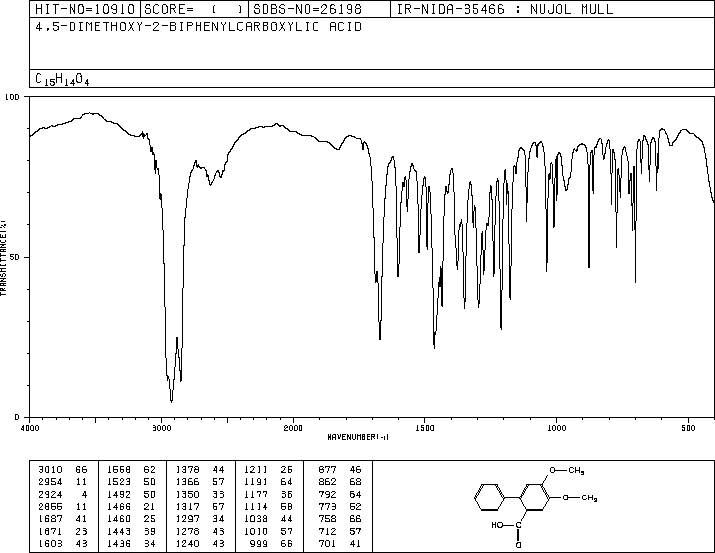 HIT-NO=10910 SCORE= ( ) SDBS-NO=26198 IR-NIDA-35466 : NUJOL MULL
4,5-DIMETHOXY-2-BIPHENYLCARBOXYLIC ACID
C15H14O4
100
50
0
TRANSMITTANCE(%)
4000 3000 2000 1500 1000 500
WAVENUMBER(-1)
3010 66 1568 62 1378 44 1211 26 877 46
2954 11 1523 50 1366 57 1191 64 862 68
2924 4 1492 50 1350 33 1177 36 792 64
2855 11 1466 21 1317 57 1114 58 773 52
1687 41 1460 25 1297 34 1038 44 758 66
1671 23 1443 39 1278 43 1010 57 712 57
1603 43 1436 34 1240 43 999 66 701 41
O—CH3
O—CH3
HO—C
O